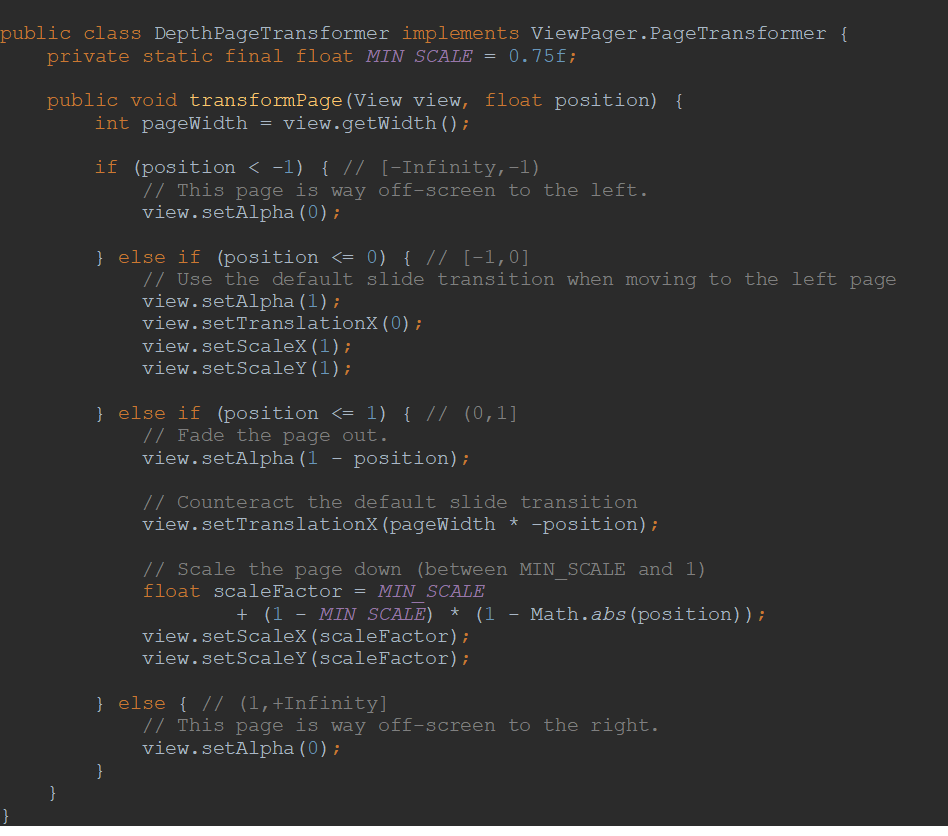 public class DepthPageTransformer implements ViewPager.PageTransformer {
    private static final float MIN_SCALE = 0.75f;

    public void transformPage(View view, float position) {
        int pageWidth = view.getWidth();

        if (position < -1) { // [-Infinity,-1)
            // This page is way off-screen to the left.
            view.setAlpha(0);

        } else if (position <= 0) { // [-1,0]
            // Use the default slide transition when moving to the left page
            view.setAlpha(1);
            view.setTranslationX(0);
            view.setScaleX(1);
            view.setScaleY(1);

        } else if (position <= 1) { // (0,1]
            // Fade the page out.
            view.setAlpha(1 - position);

            // Counteract the default slide transition
            view.setTranslationX(pageWidth * -position);

            // Scale the page down (between MIN_SCALE and 1)
            float scaleFactor = MIN_SCALE
                    + (1 - MIN_SCALE) * (1 - Math.abs(position));
            view.setScaleX(scaleFactor);
            view.setScaleY(scaleFactor);

        } else { // (1,+Infinity]
            // This page is way off-screen to the right.
            view.setAlpha(0);
        }
    }
}